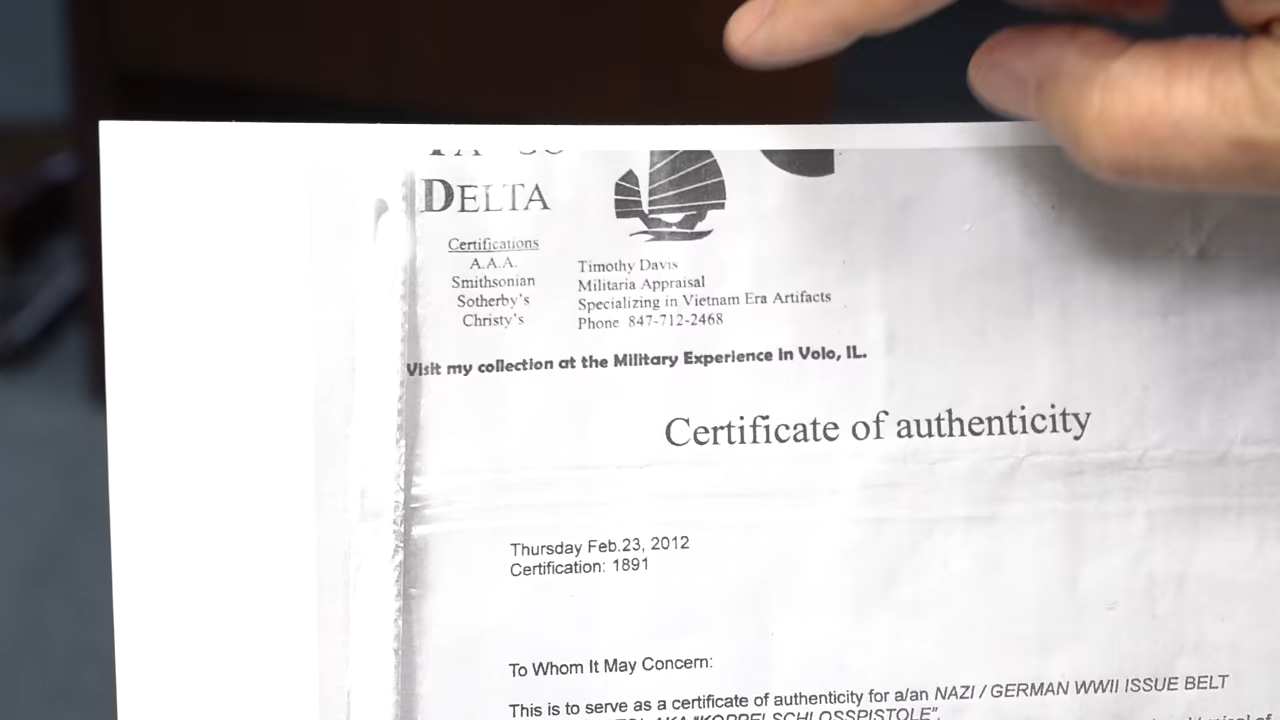 DELTA
Certifications
A.A.A.
Smithsonian
Sotherby's
Christy's
Timothy Davis
Militaria Appraisal
Specializing in Vietnam Era Artifacts
Phone 847-712-2468
Visit my collection at the Military Experience in Volo, IL.
Certificate of authenticity
Thursday Feb.23, 2012
Certification: 1891
To Whom It May Concern:
This is to serve as a certificate of authenticity for a/an NAZI / GERMAN WWII ISSUE BELT
AKA "KOPPELSCHLOSSPISTOLE".